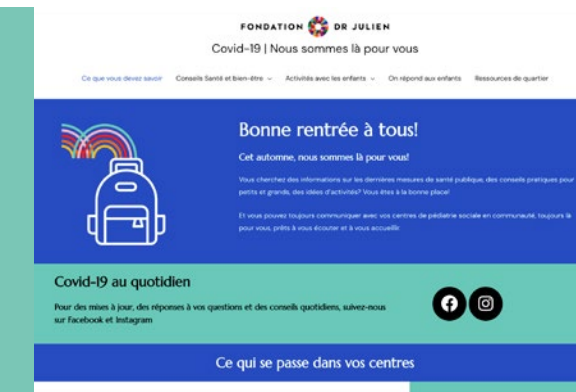 FONDATION DR JULIEN
Covid-19 | Nous sommes là pour vous
Ce que vous devez savoir Conseils Santé et bien-être Activités avec les enfants On répond aux enfants Ressources de quartier
Bonne rentrée à tous!
Cet automne, nous sommes là pour vous!
Vous cherchez des informations sur les dernières mesures de santé publique, des conseils pratiques pour
petits et grands, des idées d'activités? Vous êtes à la bonne place!
Et vous pouvez toujours communiquer avec vos centres de pédiatrie sociale en communauté, toujours là
pour vous, prêts à vous écouter et à vous accueillir.
Covid-19 au quotidien
Pour des mises à jour, des réponses à vos questions et des conseils quotidiens, suivez-nous
sur Facebook et Instagram
Ce qui se passe dans vos centres